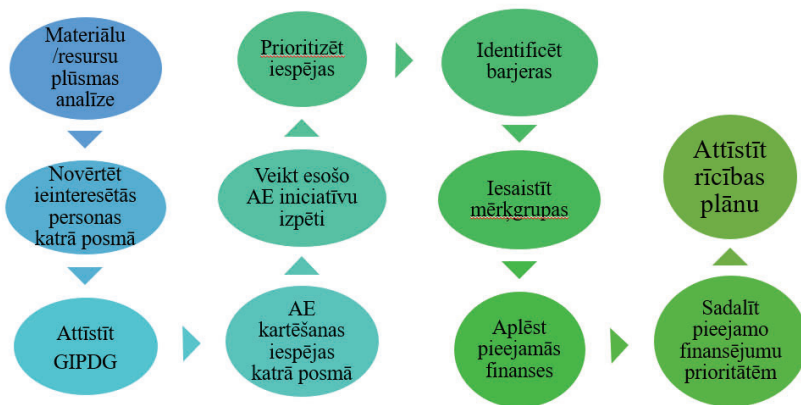 Materiālu
/resursu
plūsmas
analīze
Novērtēt
ieinteresētās
personas
katrā posmā
Attīstīt
GIPDG
AE
kartēšanas
iespējas
katrā posmā
Veikt esošo
AE iniciatīvu
izpēti
Prioritizēt
iespējas
Identificēt
barjeras
Iesaistīt
mērķgrupas
Aplēst
pieejamās
finanses
Sadalīt
pieejamo
finansējumu
prioritātēm
Attīstīt
rīcības
plānu